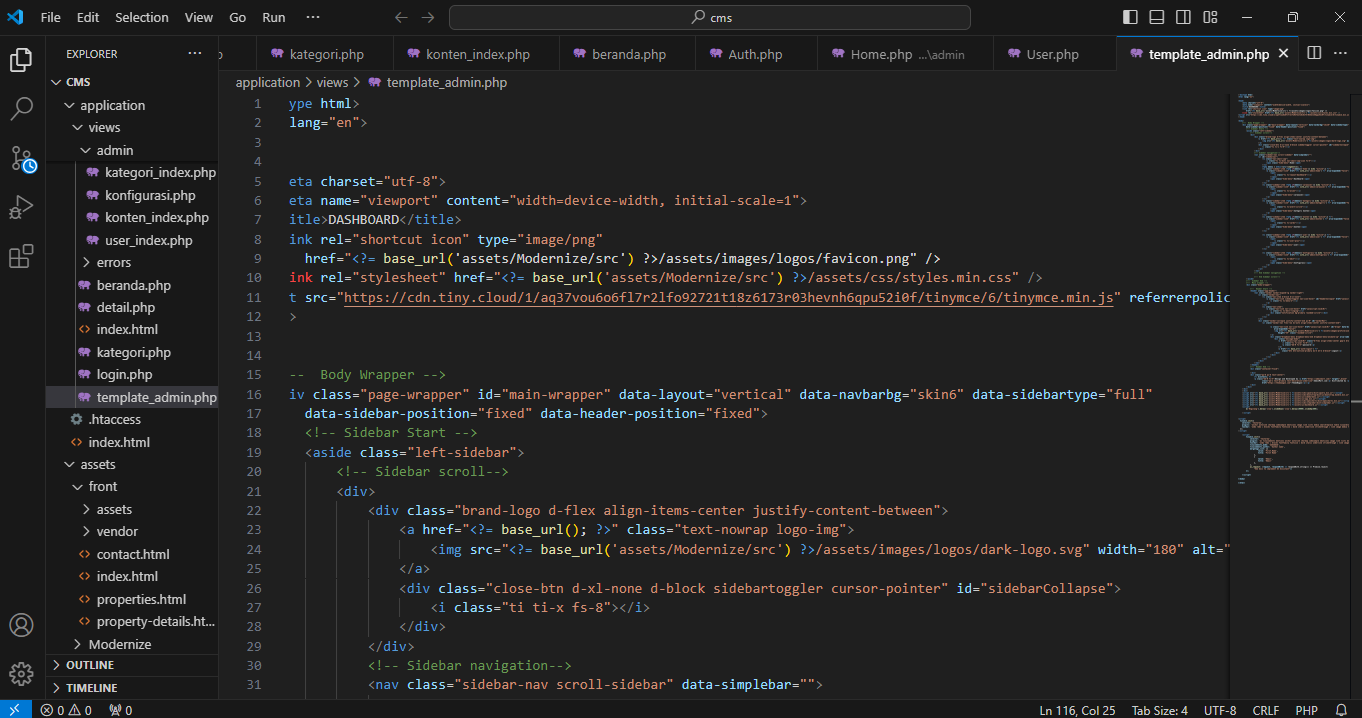 File Edit Selection View Go Run ··· cms
EXPLORER ···
kategori.php konten_index.php beranda.php Auth.php Home.php ...\admin User.php template_admin.php ···
CMS
application
views
admin
kategori_index.php
konfigurasi.php
konten_index.php
user_index.php
errors
beranda.php
detail.php
index.html
kategori.php
login.php
template_admin.php
.htaccess
index.html
assets
front
assets
vendor
contact.html
index.html
properties.html
property-details.ht...
Modernize
OUTLINE
TIMELINE
application > views > template_admin.php
1 ype html>
2 lang="en">
3
4
5 eta charset="utf-8">
6 eta name="viewport" content="width=device-width, initial-scale=1">
7 itle>DASHBOARD</title>
8 ink rel="shortcut icon" type="image/png"
9 href="<?= base_url('assets/Modernize/src') ?>/assets/images/logos/favicon.png" />
10 ink rel="stylesheet" href="<?= base_url('assets/Modernize/src') ?>/assets/css/styles.min.css" />
11 t src="https://cdn.tiny.cloud/1/aq37vou6o6fl7r2lfo92721t18z6173r03hevnh6qpu52i0f/tinymce/6/tinymce.min.js" referrerpolic
12 >
13
14
15 -- Body Wrapper -->
16 iv class="page-wrapper" id="main-wrapper" data-layout="vertical" data-navbarbg="skin6" data-sidebartype="full"
17 data-sidebar-position="fixed" data-header-position="fixed">
18 <!-- Sidebar Start -->
19 <aside class="left-sidebar">
20 <!-- Sidebar scroll-->
21 <div>
22 <div class="brand-logo d-flex align-items-center justify-content-between">
23 <a href="<?= base_url(); ?>" class="text-nowrap logo-img">
24 <img src="<?= base_url('assets/Modernize/src') ?>/assets/images/logos/dark-logo.svg" width="180" alt="
25 </a>
26 <div class="close-btn d-xl-none d-block sidebartoggler cursor-pointer" id="sidebarCollapse">
27 <i class="ti ti-x fs-8"></i>
28 </div>
29 </div>
30 <!-- Sidebar navigation-->
31 <nav class="sidebar-nav scroll-sidebar" data-simplebar="">
0 0 0 Ln 116, Col 25 Tab Size: 4 UTF-8 CRLF PHP